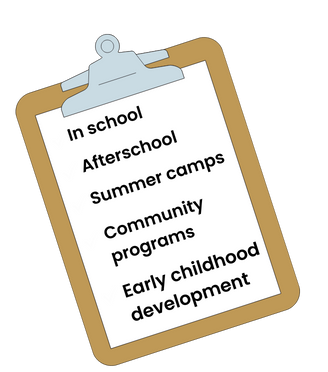 In school
Afterschool
Summer camps
Community
programs
Early childhood
development